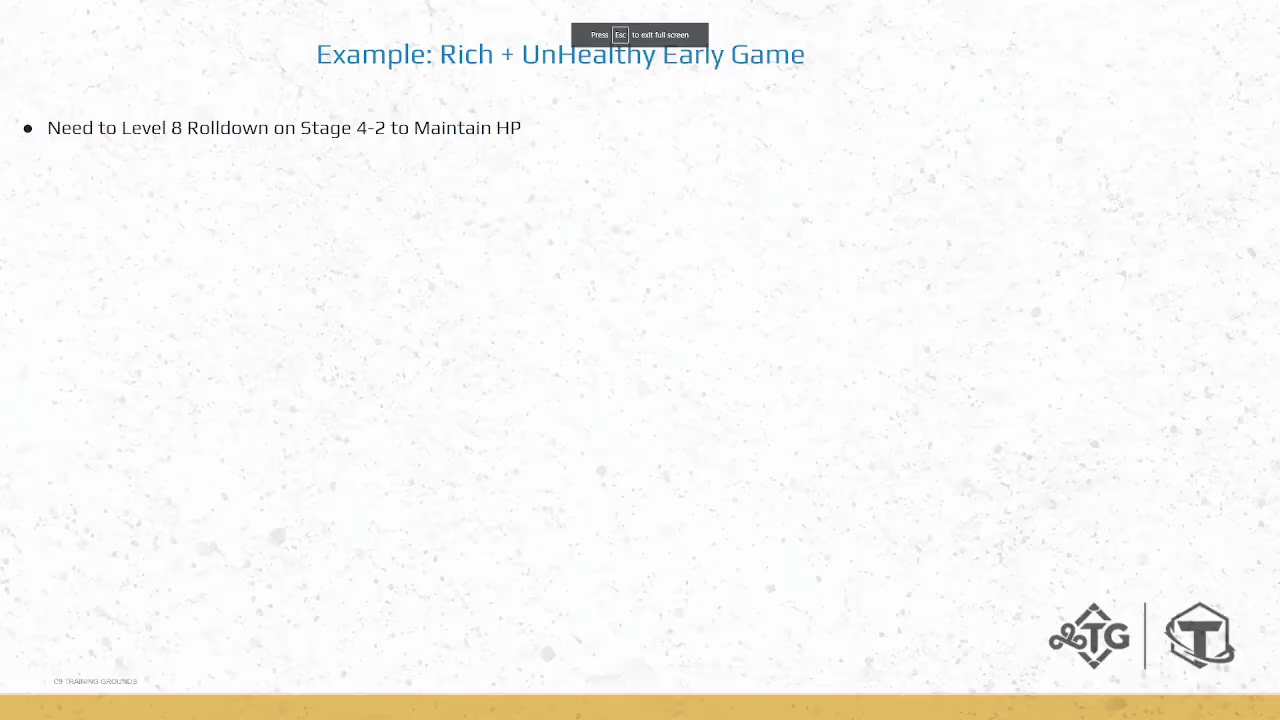 Press Esc to exit full screen
Example: Rich + UnHealthy Early Game
● Need to Level 8 Rolldown on Stage 4-2 to Maintain HP
TG
T
C9 TRAINING GROUNDS